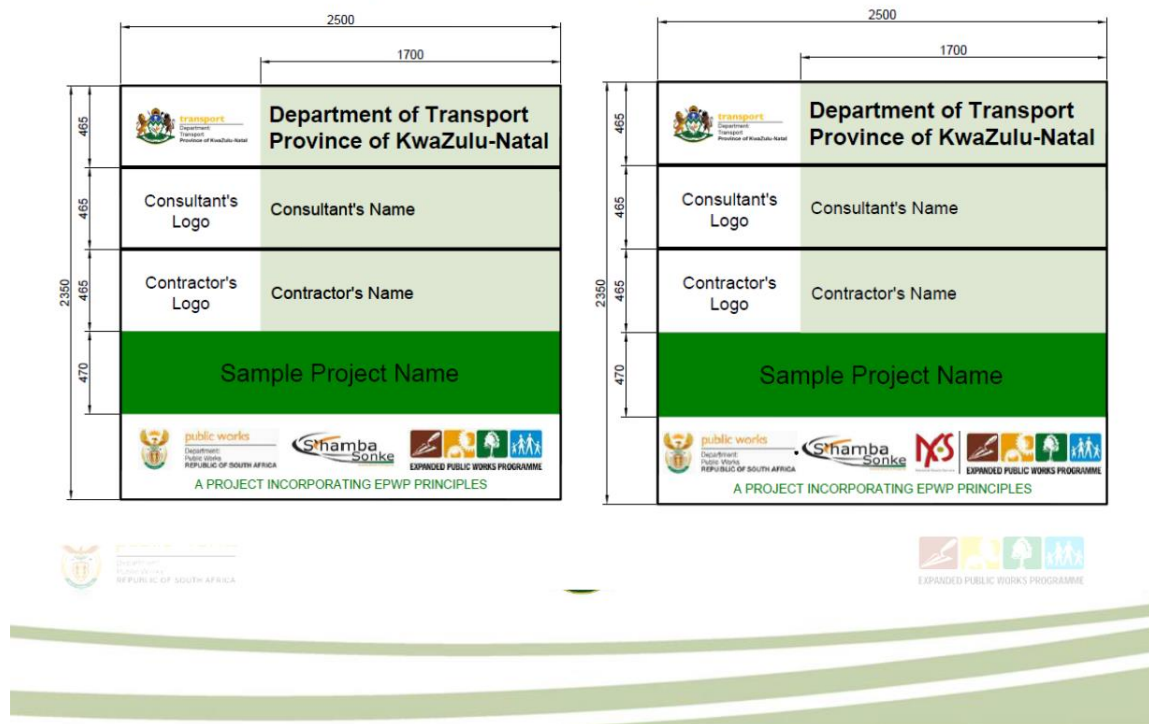 2500
1700
465
transport
Department:
Transport
Province of KwaZulu-Natal
Department of Transport
Province of KwaZulu-Natal
465
Consultant's
Logo
Consultant's Name
2350
465
Contractor's
Logo
Contractor's Name
470
Sample Project Name
public works
Department:
Public Works
REPUBLIC OF SOUTH AFRICA
S'hamba
Sonke
EXPANDED PUBLIC WORKS PROGRAMME
A PROJECT INCORPORATING EPWP PRINCIPLES
2500
1700
465
transport
Department:
Transport
Province of KwaZulu-Natal
Department of Transport
Province of KwaZulu-Natal
465
Consultant's
Logo
Consultant's Name
2350
465
Contractor's
Logo
Contractor's Name
470
Sample Project Name
public works
Department:
Public Works
REPUBLIC OF SOUTH AFRICA
S'hamba
Sonke
NYS
EXPANDED PUBLIC WORKS PROGRAMME
A PROJECT INCORPORATING EPWP PRINCIPLES
Department:
Public Works
REPUBLIC OF SOUTH AFRICA
EXPANDED PUBLIC WORKS PROGRAMME